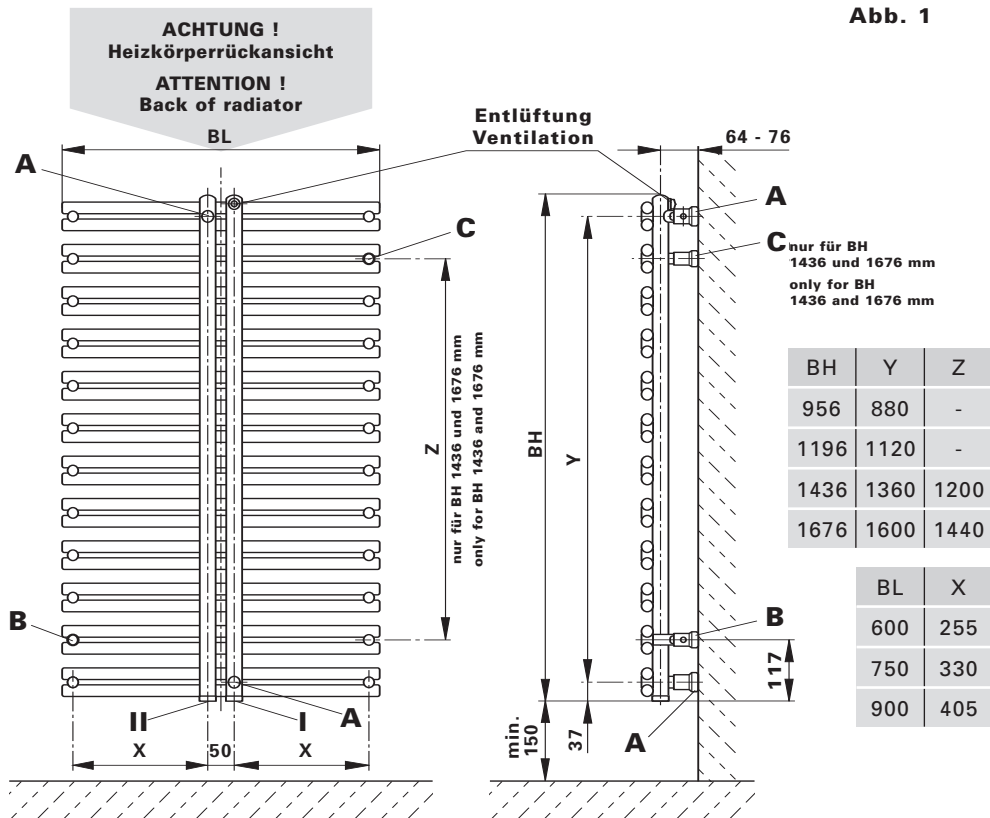 Abb. 1
ACHTUNG !
Heizkörperrückansicht
ATTENTION !
Back of radiator
BL
Entlüftung
Ventilation
64 - 76
A
A
C
C
nur für BH
1436 und 1676 mm
only for BH
1436 and 1676 mm
Z
nur für BH 1436 und 1676 mm
only for BH 1436 and 1676 mm
BH
Y
BH Y Z
956 880 -
1196 1120 -
1436 1360 1200
1676 1600 1440
BL X
600 255
750 330
900 405
B
B
117
II
I
A
A
X
50
X
min.
150
37